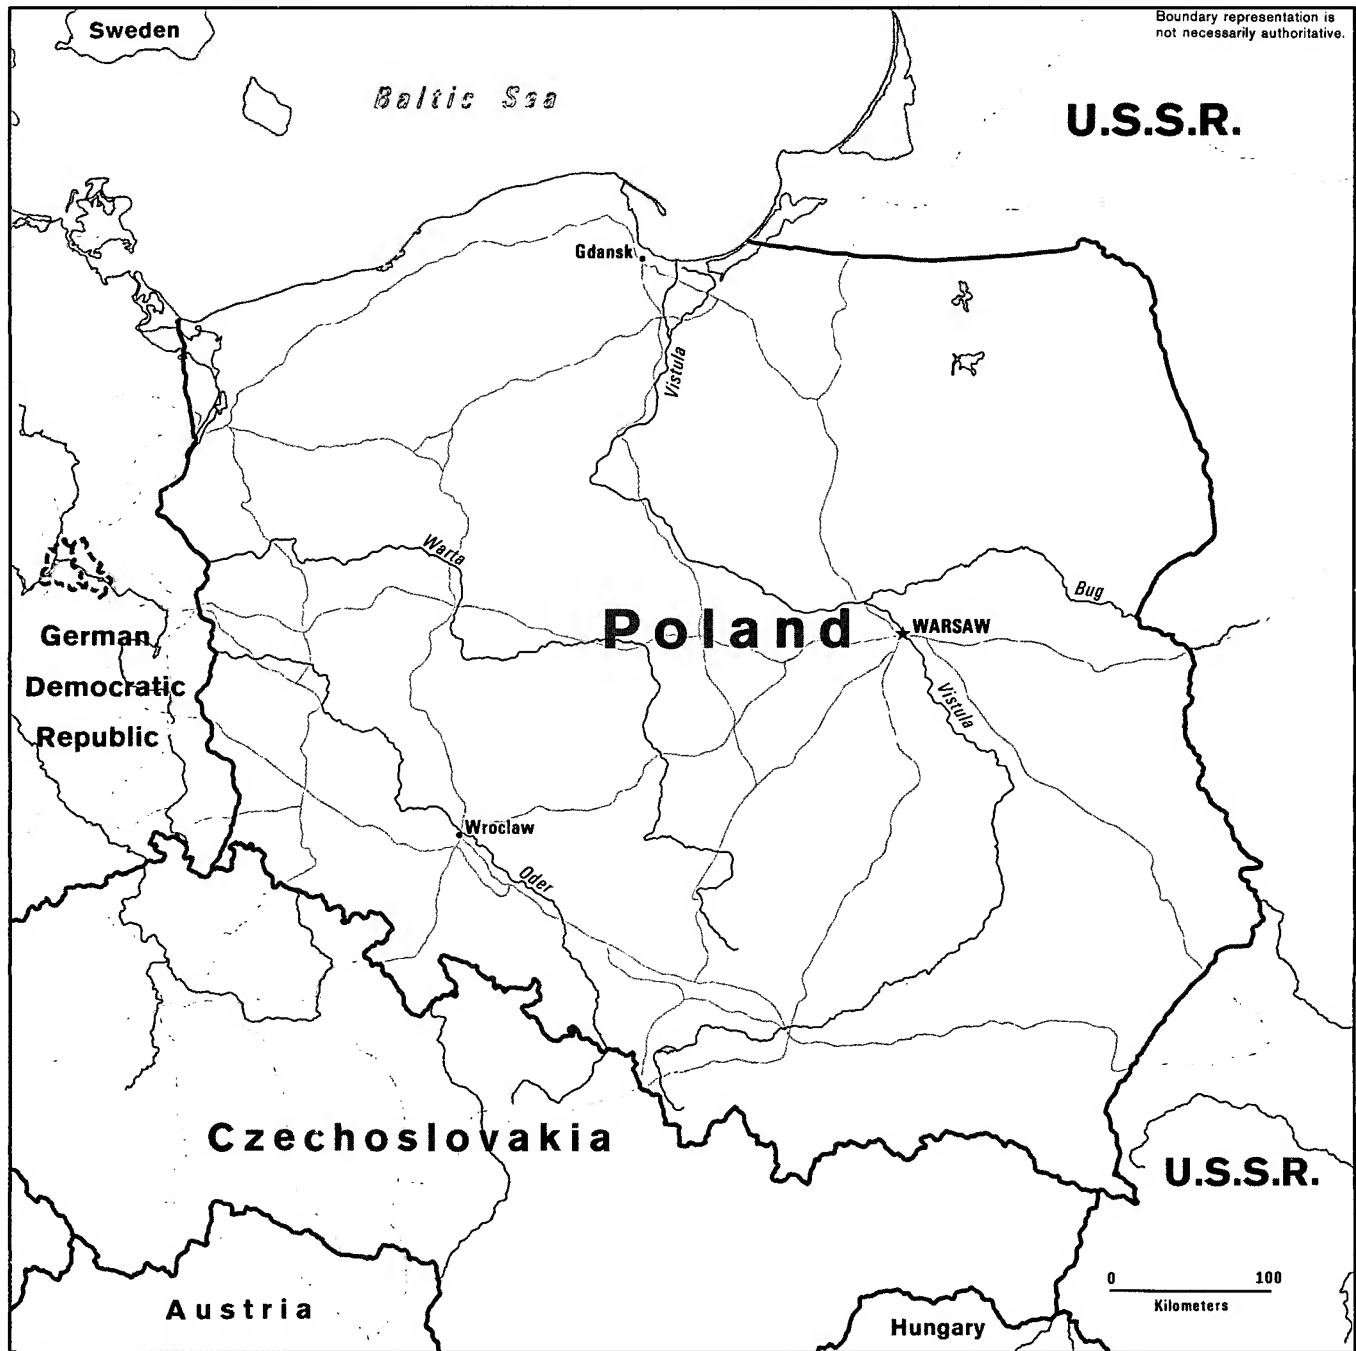 Sweden
Boundary representation is
not necessarily authoritative.
Baltic Sea
U.S.S.R.
Gdansk
Vistula
Warta
Bug
Poland
WARSAW
German
Democratic
Republic
Vistula
Wroclaw
Oder
Czechoslovakia
U.S.S.R.
0 100
Kilometers
Austria
Hungary